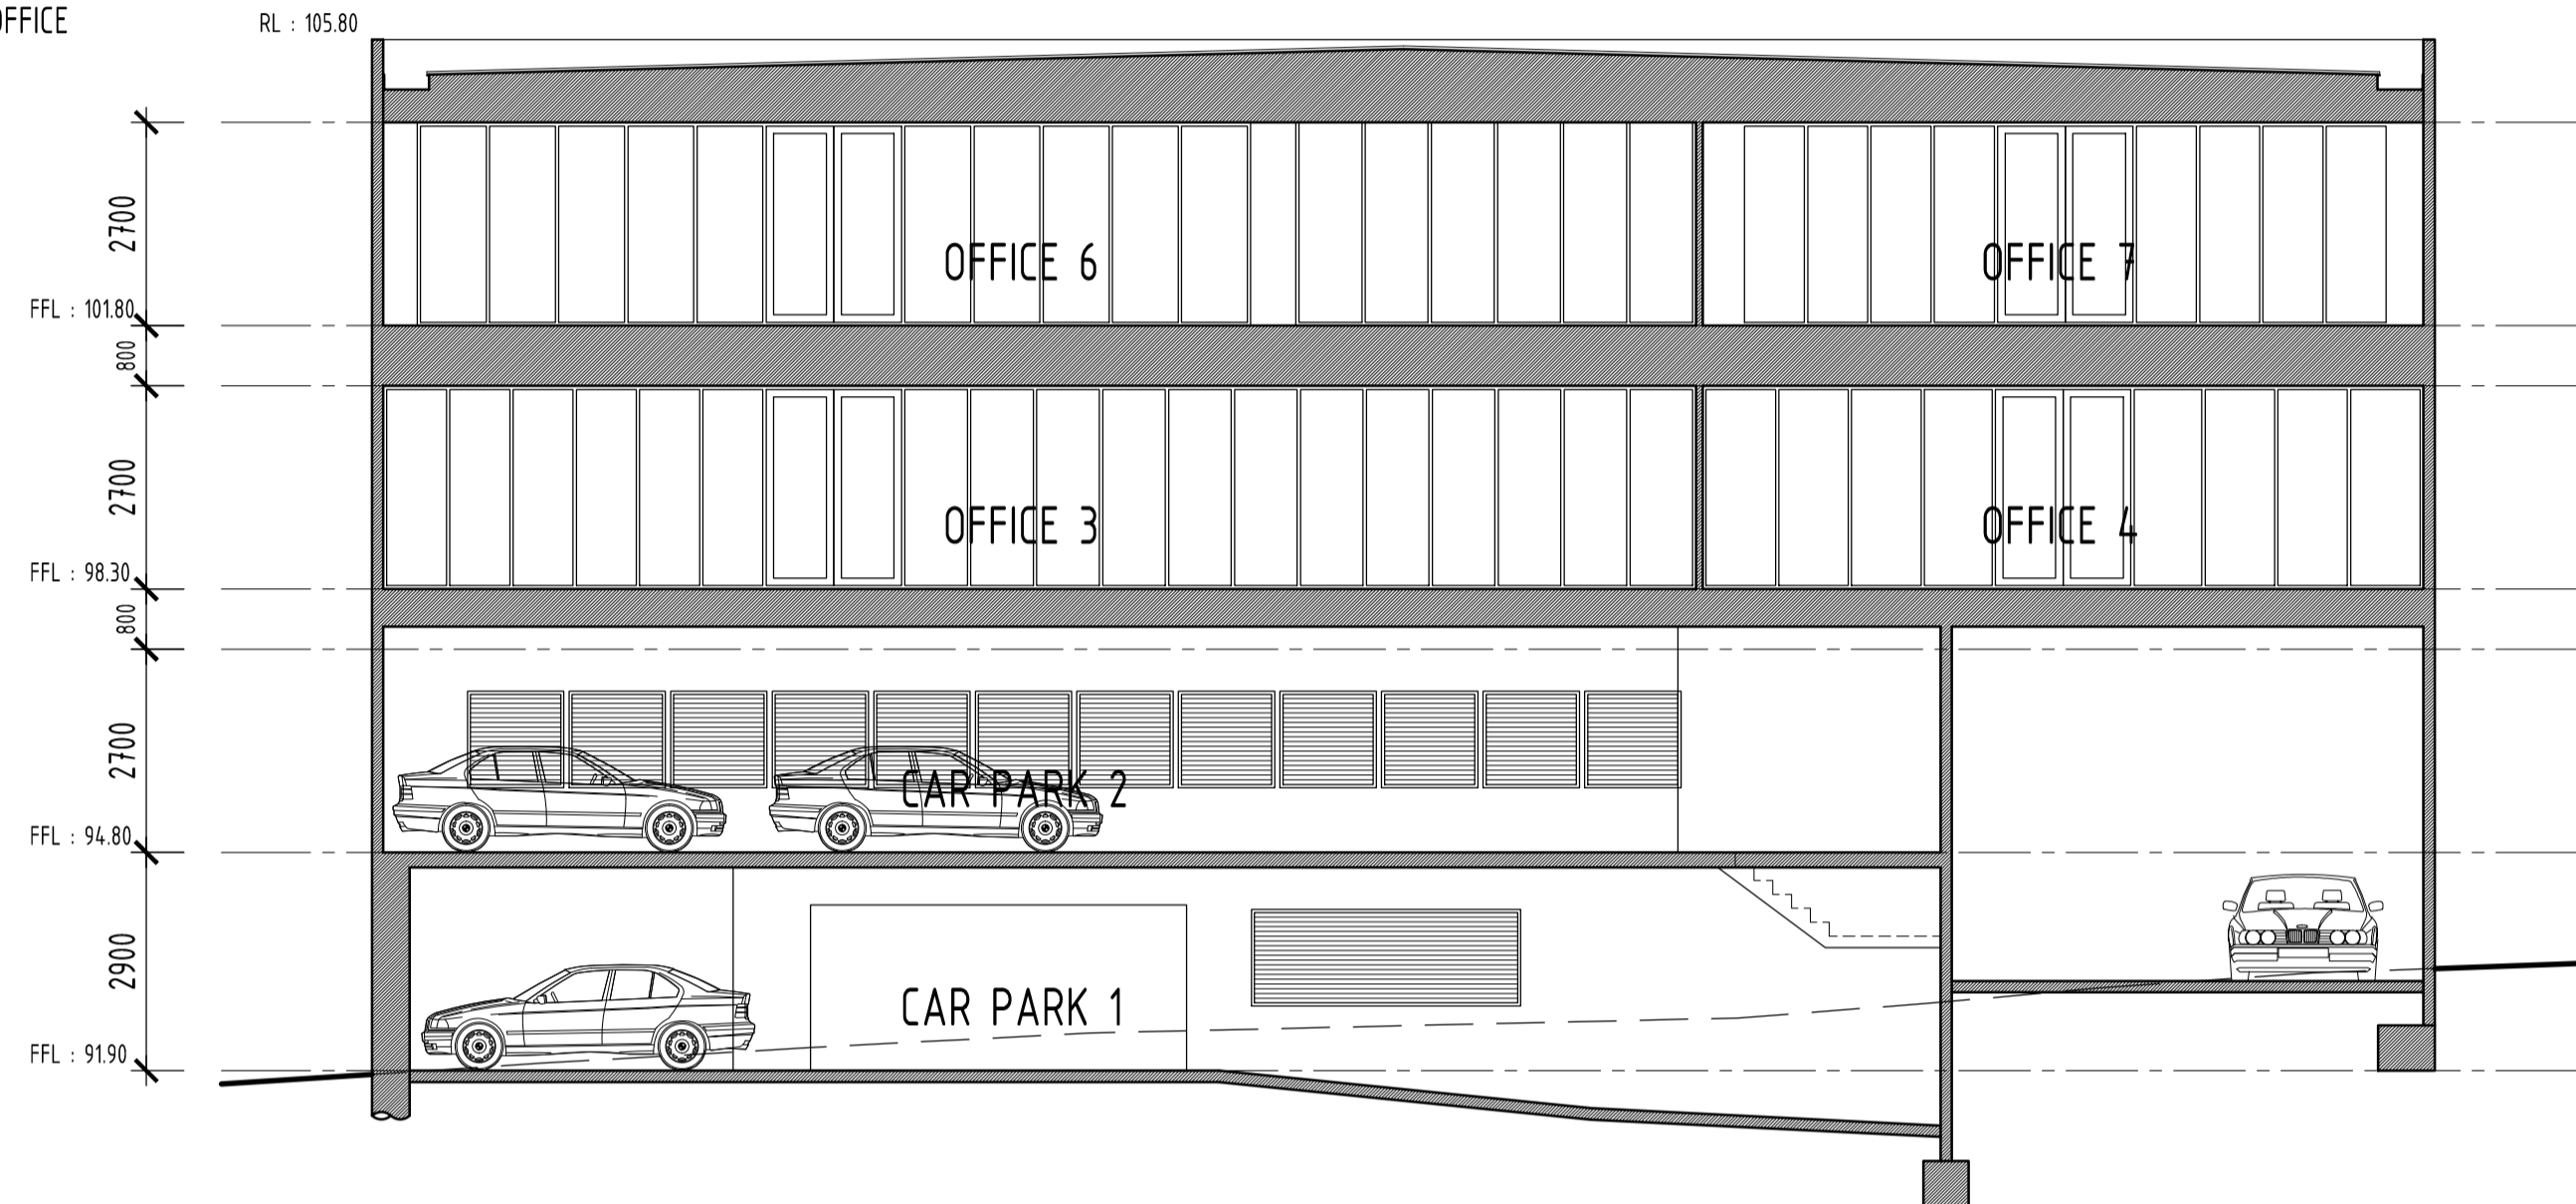 OFFICE
RL : 105.80
2700
OFFICE 6
OFFICE 7
FFL : 101.80
800
2700
OFFICE 3
OFFICE 4
FFL : 98.30
800
2700
CAR PARK 2
FFL : 94.80
2900
CAR PARK 1
FFL : 91.90